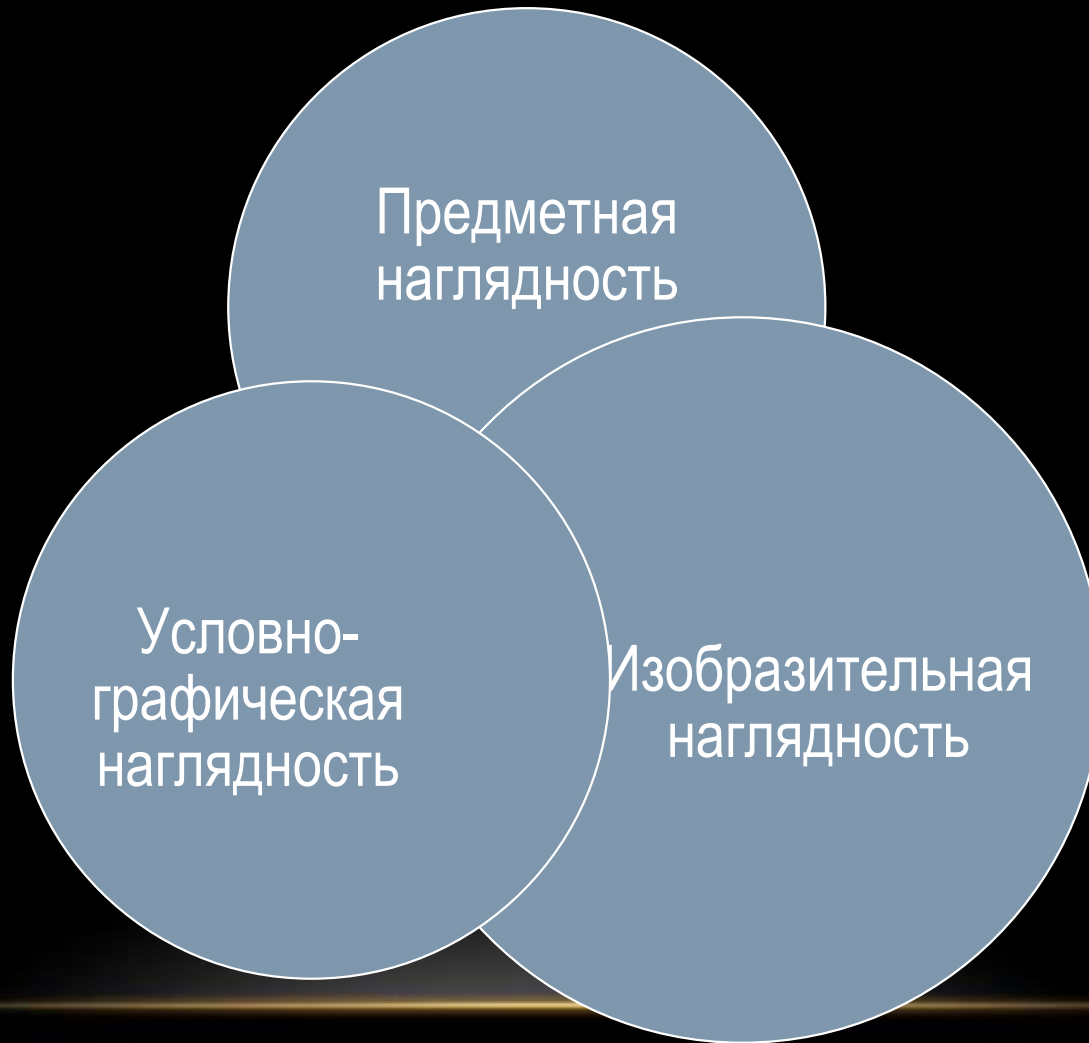 Предметная
наглядность
Условно-
графическая
наглядность
Изобразительная
наглядность